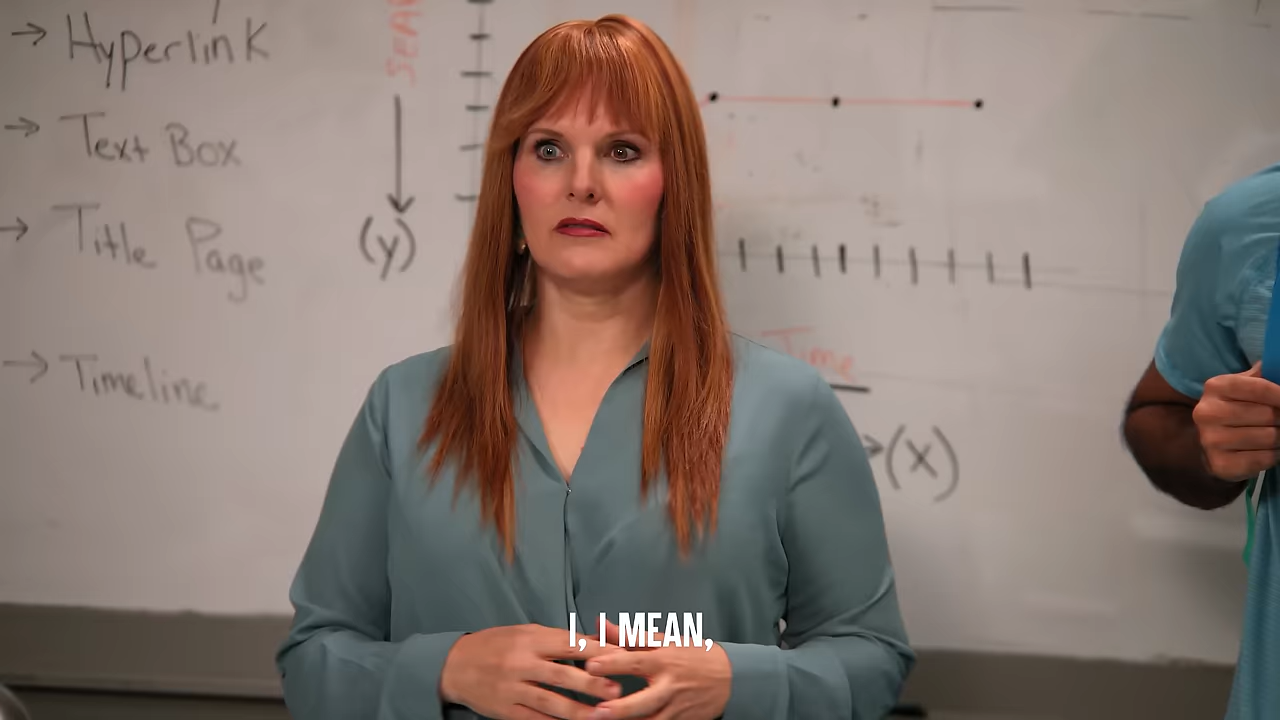 → Hyperlink
→ Text Box
→ Title Page
→ Timeline
(y)
Time
→(x)
I, I MEAN,